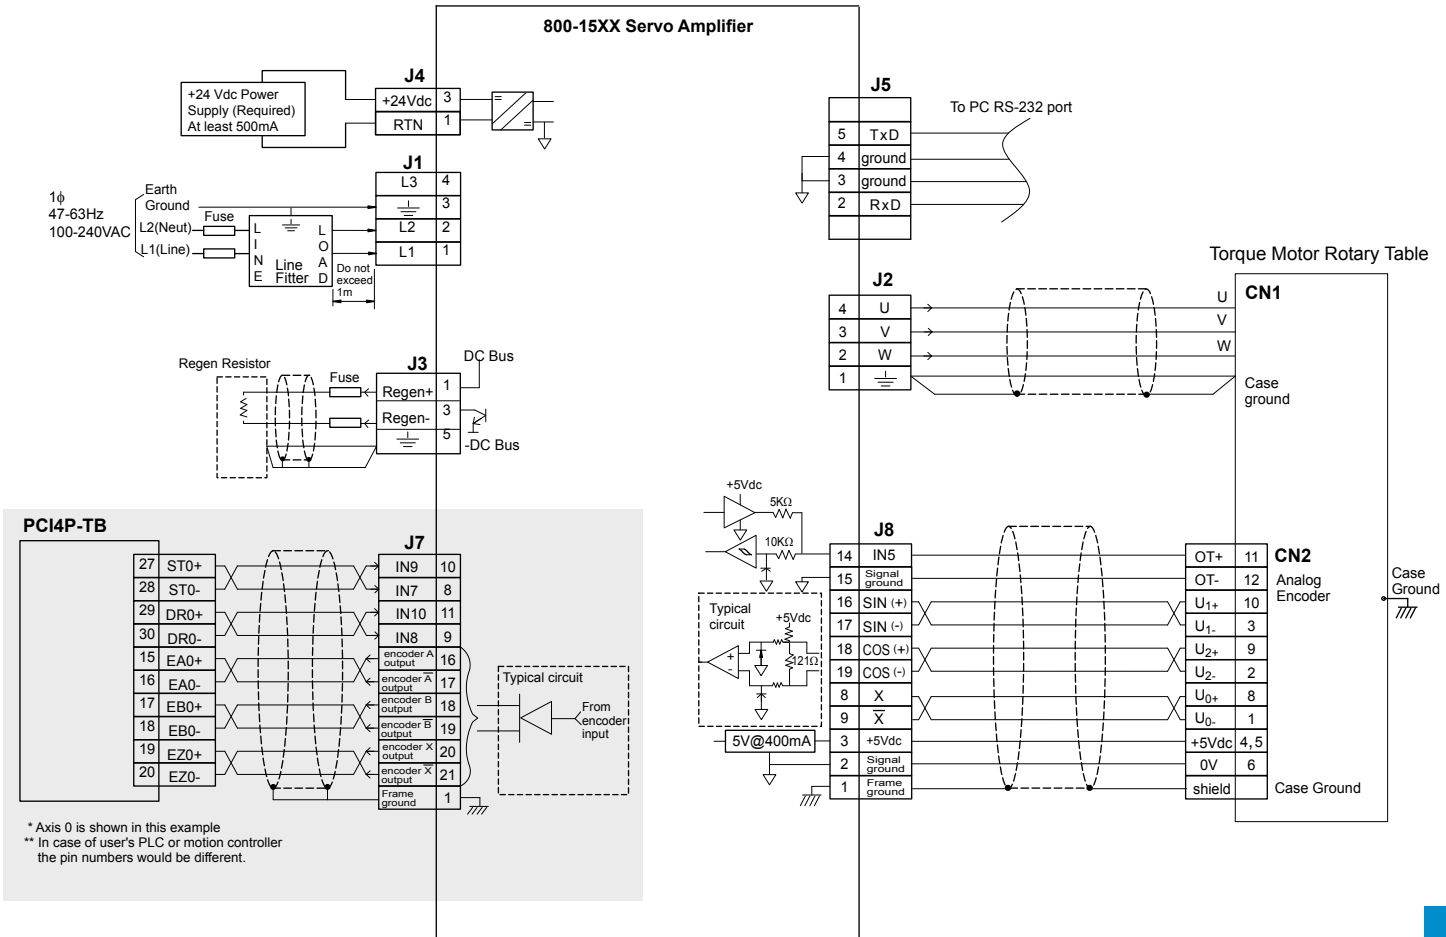 800-15XX Servo Amplifier
J4
+24 Vdc Power
Supply (Required)
At least 500mA
+24Vdc 3
RTN 1
=
=
J1
L3 4
3
L2 2
L1 1
1ϕ
47-63Hz
100-240VAC
Earth
Ground
Fuse
L2(Neut)
L1(Line)
LINE
Line
Fitter
LOAD
Do not
exceed
1m
J3
DC Bus
Regen Resistor
Fuse
Regen+ 1
Regen- 3
5
-DC Bus
PCI4P-TB
J7
27 ST0+ IN9 10
28 ST0- IN7 8
29 DR0+ IN10 11
30 DR0- IN8 9
15 EA0+ encoder A output 16
16 EA0- encoder A̅ output 17
17 EB0+ encoder B output 18
18 EB0- encoder B̅ output 19
19 EZ0+ encoder X output 20
20 EZ0- encoder X̅ output 21
Frame ground 1
Typical circuit
From
encoder
input
* Axis 0 is shown in this example
** In case of user's PLC or motion controller
the pin numbers would be different.
J5
To PC RS-232 port
5 TxD
4 ground
3 ground
2 RxD
Torque Motor Rotary Table
J2
4 U
3 V
2 W
1
U
V
W
CN1
Case
ground
+5Vdc
5KΩ
10KΩ
J8
14 IN5
15 Signal ground
16 SIN (+)
17 SIN (-)
18 COS (+)
19 COS (-)
8 X
9 X̅
3 +5Vdc
2 Signal ground
1 Frame ground
Typical
circuit
+5Vdc
+
-
121Ω
5V@400mA
OT+ 11
OT- 12
U1+ 10
U1- 3
U2+ 9
U2- 2
U0+ 8
U0- 1
+5Vdc 4,5
0V 6
shield
CN2
Analog
Encoder
Case
Ground
Case Ground